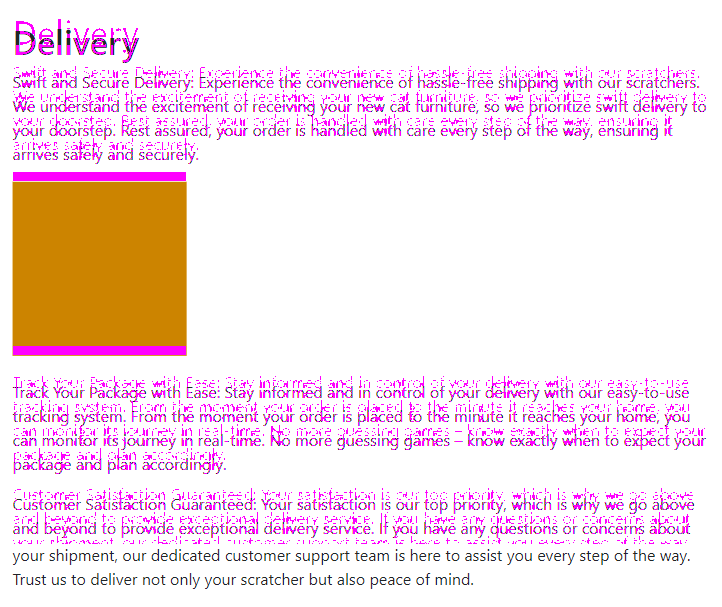 Delivery
Swift and Secure Delivery: Experience the convenience of hassle-free shipping with our scratchers.
We understand the excitement of receiving your new cat furniture, so we prioritize swift delivery to
your doorstep. Rest assured, your order is handled with care every step of the way, ensuring it
arrives safely and securely.
Track Your Package with Ease: Stay informed and in control of your delivery with our easy-to-use
tracking system. From the moment your order is placed to the minute it reaches your home, you
can monitor its journey in real-time. No more guessing games – know exactly when to expect your
package and plan accordingly.
Customer Satisfaction Guaranteed: Your satisfaction is our top priority, which is why we go above
and beyond to provide exceptional delivery service. If you have any questions or concerns about
your shipment, our dedicated customer support team is here to assist you every step of the way.
Trust us to deliver not only your scratcher but also peace of mind.